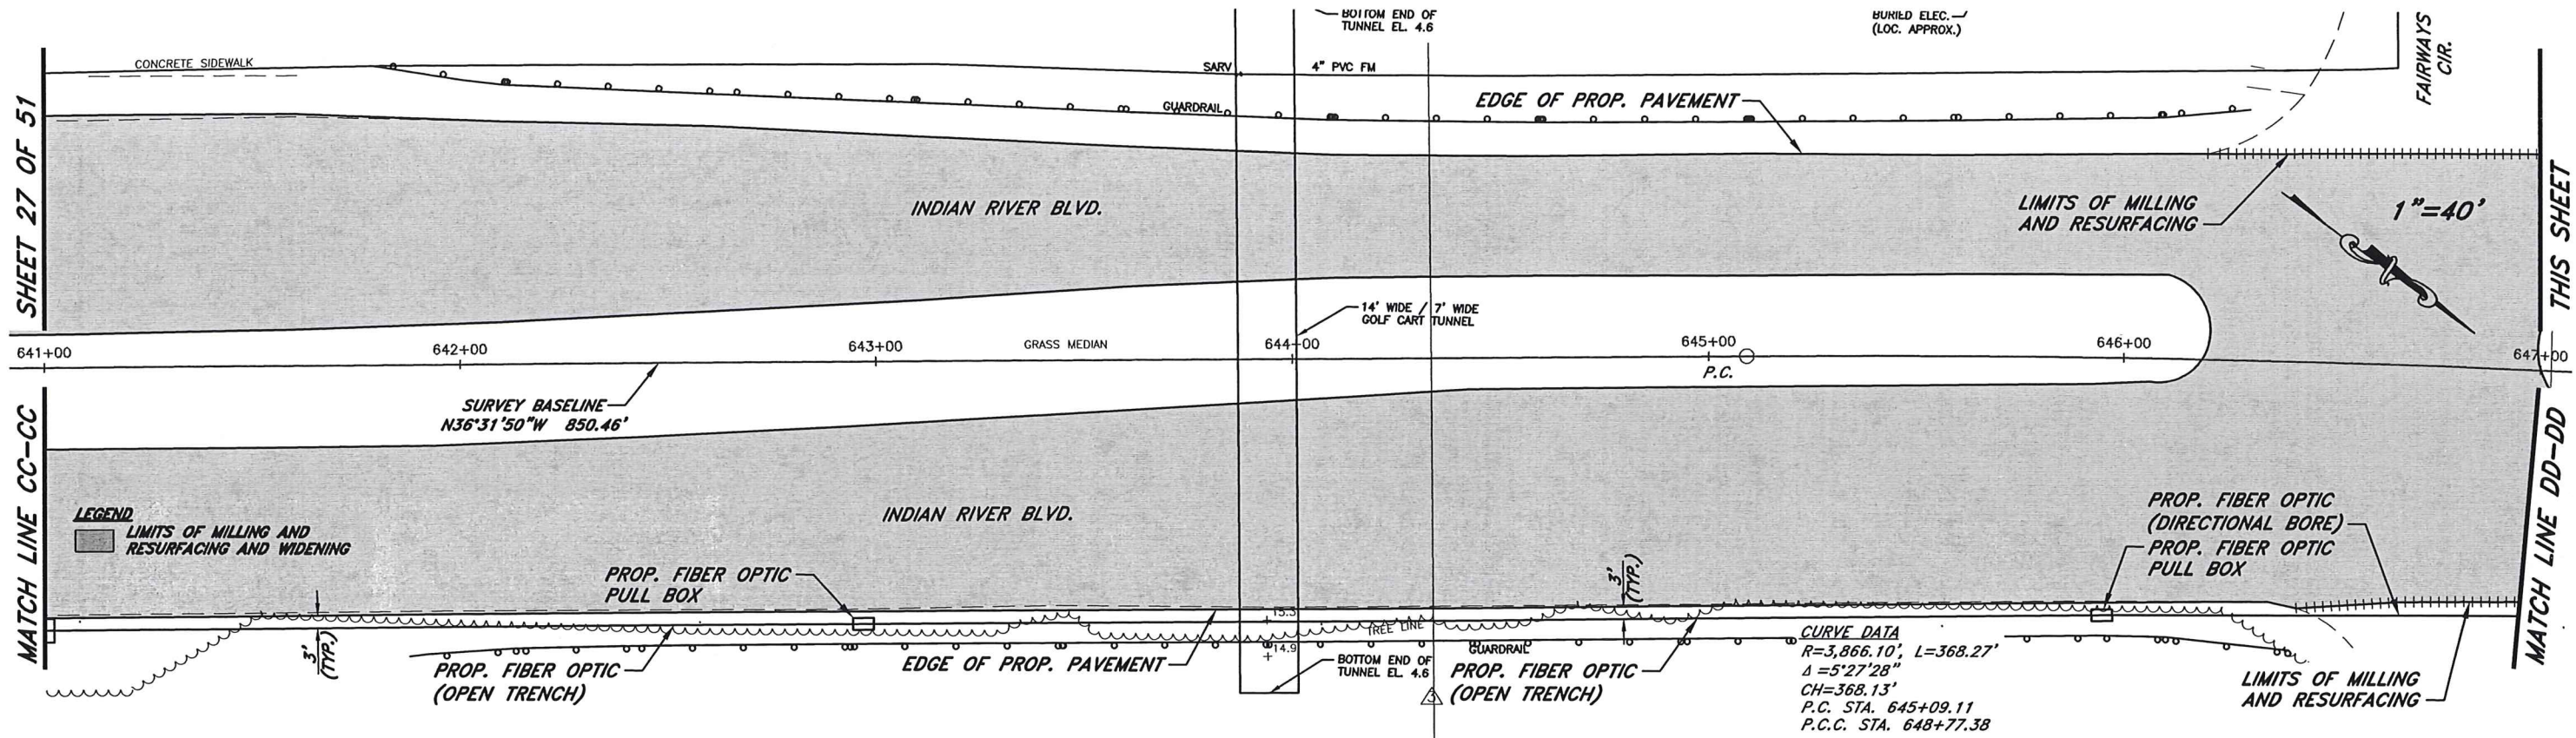 BOTTOM END OF
TUNNEL EL. 4.6
BURIED ELEC.
(LOC. APPROX.)
FAIRWAYS
CIR.
CONCRETE SIDEWALK
SARV
4" PVC FM
GUARDRAIL
EDGE OF PROP. PAVEMENT
SHEET 27 OF 51
INDIAN RIVER BLVD.
LIMITS OF MILLING
AND RESURFACING
1"=40'
THIS SHEET
14' WIDE / 7' WIDE
GOLF CART TUNNEL
641+00
642+00
643+00
GRASS MEDIAN
644+00
645+00
646+00
647+00
P.C.
SURVEY BASELINE
N36°31'50"W 850.46'
MATCH LINE CC-CC
MATCH LINE DD-DD
LEGEND
LIMITS OF MILLING AND
RESURFACING AND WIDENING
INDIAN RIVER BLVD.
PROP. FIBER OPTIC
(DIRECTIONAL BORE)
PROP. FIBER OPTIC
PULL BOX
PROP. FIBER OPTIC
PULL BOX
3'
(TYP.)
3'
(TYP.)
15.3
TREE LINE
14.9
GUARDRAIL
PROP. FIBER OPTIC
(OPEN TRENCH)
EDGE OF PROP. PAVEMENT
BOTTOM END OF
TUNNEL EL. 4.6
3
PROP. FIBER OPTIC
(OPEN TRENCH)
CURVE DATA
R=3,866.10', L=368.27'
Δ =5°27'28"
CH=368.13'
P.C. STA. 645+09.11
P.C.C. STA. 648+77.38
LIMITS OF MILLING
AND RESURFACING